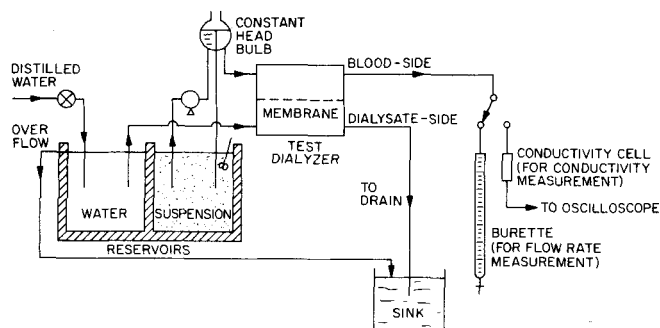 CONSTANT
HEAD
BULB
DISTILLED
WATER
BLOOD-SIDE
OVER
FLOW
MEMBRANE
DIALYSATE-SIDE
TEST
DIALYZER
CONDUCTIVITY CELL
(FOR CONDUCTIVITY
MEASUREMENT)
TO
DRAIN
TO OSCILLOSCOPE
WATER
SUSPENSION
BURETTE
(FOR FLOW RATE
MEASUREMENT)
RESERVOIRS
SINK